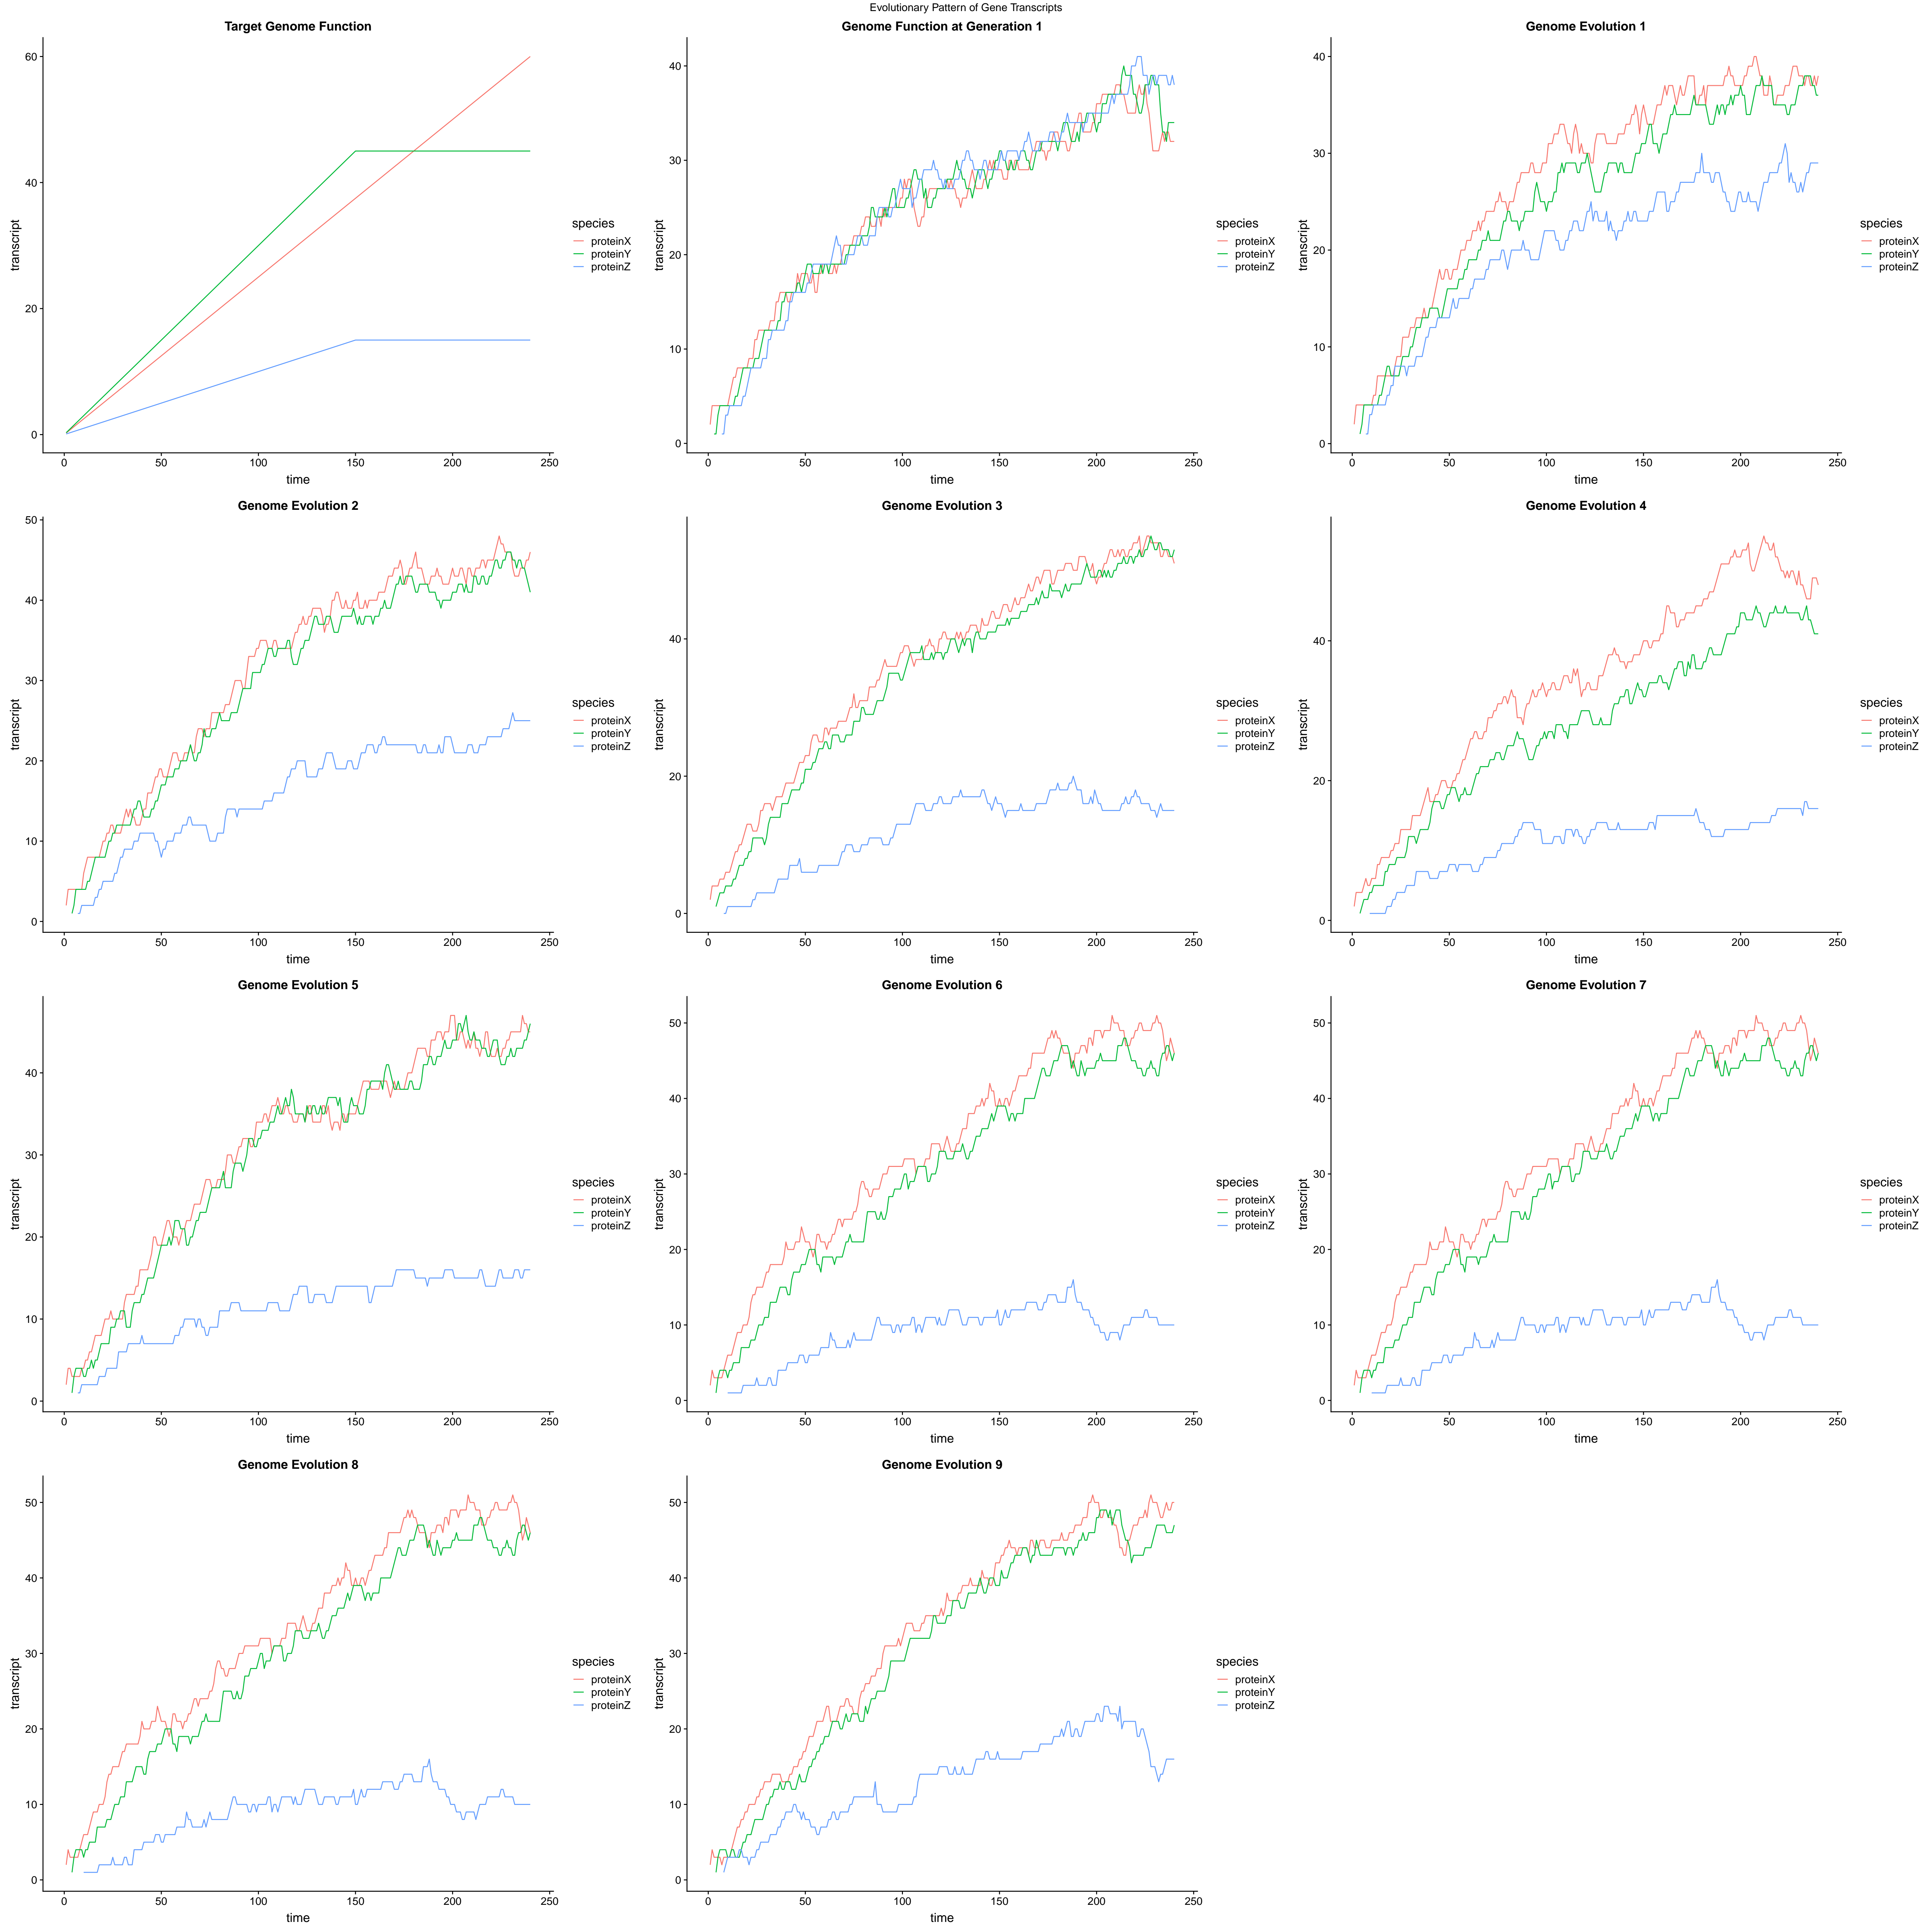 Evolutionary Pattern of Gene Transcripts
Target Genome Function
60
40
20
0
transcript
0 50 100 150 200 250
time
species
proteinX
proteinY
proteinZ
Genome Function at Generation 1
40
30
20
10
0
transcript
0 50 100 150 200 250
time
species
proteinX
proteinY
proteinZ
Genome Evolution 1
40
30
20
10
0
transcript
0 50 100 150 200 250
time
species
proteinX
proteinY
proteinZ
Genome Evolution 2
50
40
30
20
10
0
transcript
0 50 100 150 200 250
time
species
proteinX
proteinY
proteinZ
Genome Evolution 3
40
20
0
transcript
0 50 100 150 200 250
time
species
proteinX
proteinY
proteinZ
Genome Evolution 4
40
20
0
transcript
0 50 100 150 200 250
time
species
proteinX
proteinY
proteinZ
Genome Evolution 5
40
30
20
10
0
transcript
0 50 100 150 200 250
time
species
proteinX
proteinY
proteinZ
Genome Evolution 6
50
40
30
20
10
0
transcript
0 50 100 150 200 250
time
species
proteinX
proteinY
proteinZ
Genome Evolution 7
50
40
30
20
10
0
transcript
0 50 100 150 200 250
time
species
proteinX
proteinY
proteinZ
Genome Evolution 8
50
40
30
20
10
0
transcript
0 50 100 150 200 250
time
species
proteinX
proteinY
proteinZ
Genome Evolution 9
50
40
30
20
10
0
transcript
0 50 100 150 200 250
time
species
proteinX
proteinY
proteinZ